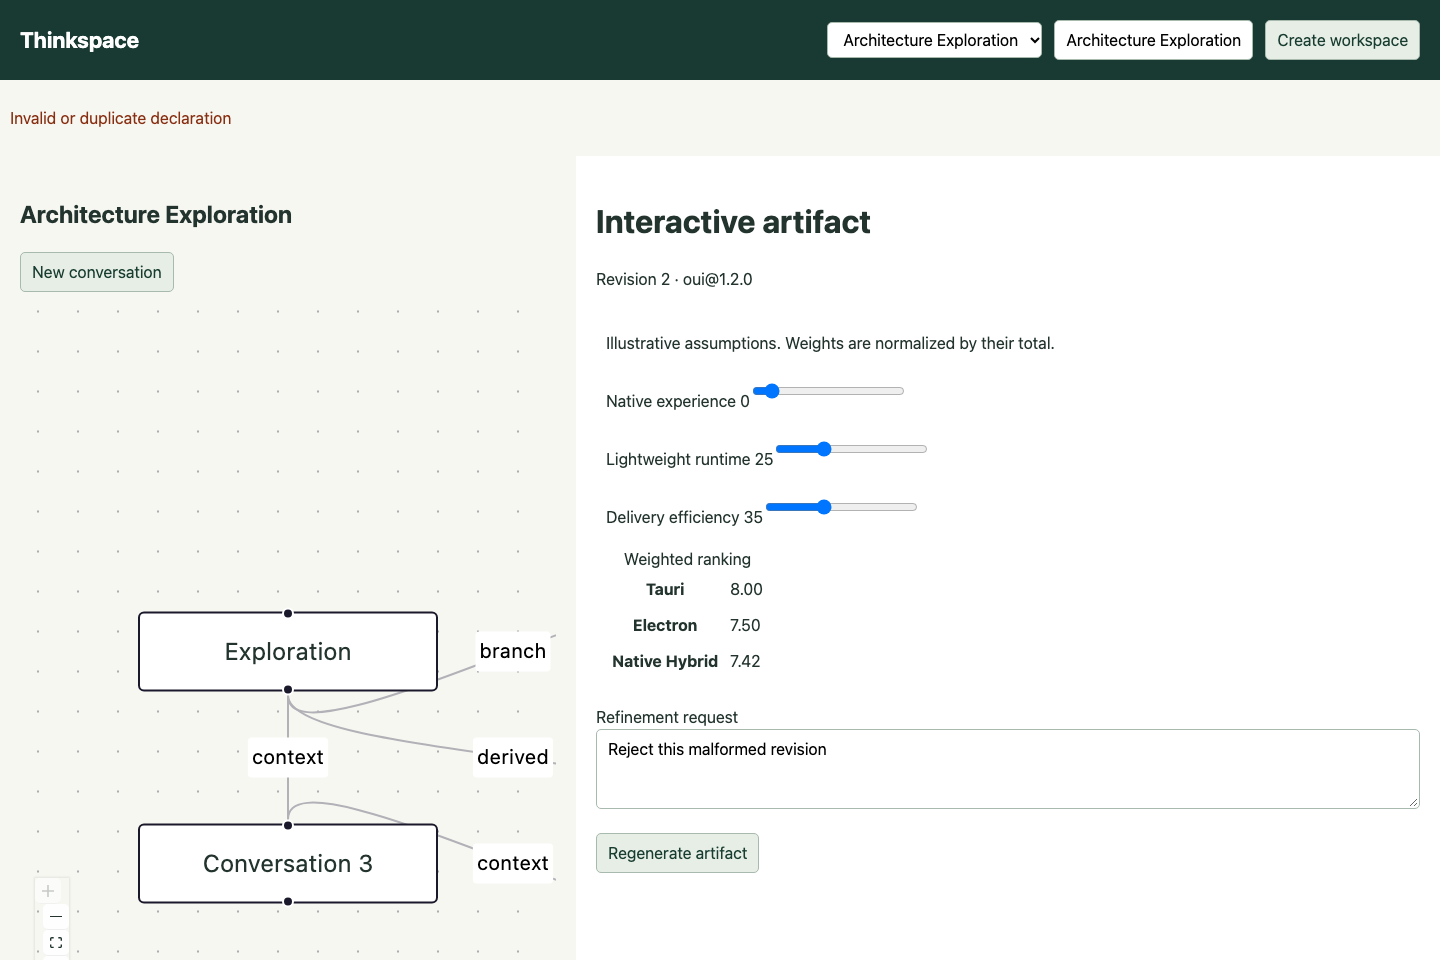 Thinkspace
Architecture Exploration
Architecture Exploration
Create workspace
Invalid or duplicate declaration
Architecture Exploration
New conversation
Exploration
branch
context
derived
Conversation 3
context
Interactive artifact
Revision 2 · oui@1.2.0
Illustrative assumptions. Weights are normalized by their total.
Native experience 0
Lightweight runtime 25
Delivery efficiency 35
Weighted ranking
Tauri 8.00
Electron 7.50
Native Hybrid 7.42
Refinement request
Reject this malformed revision
Regenerate artifact